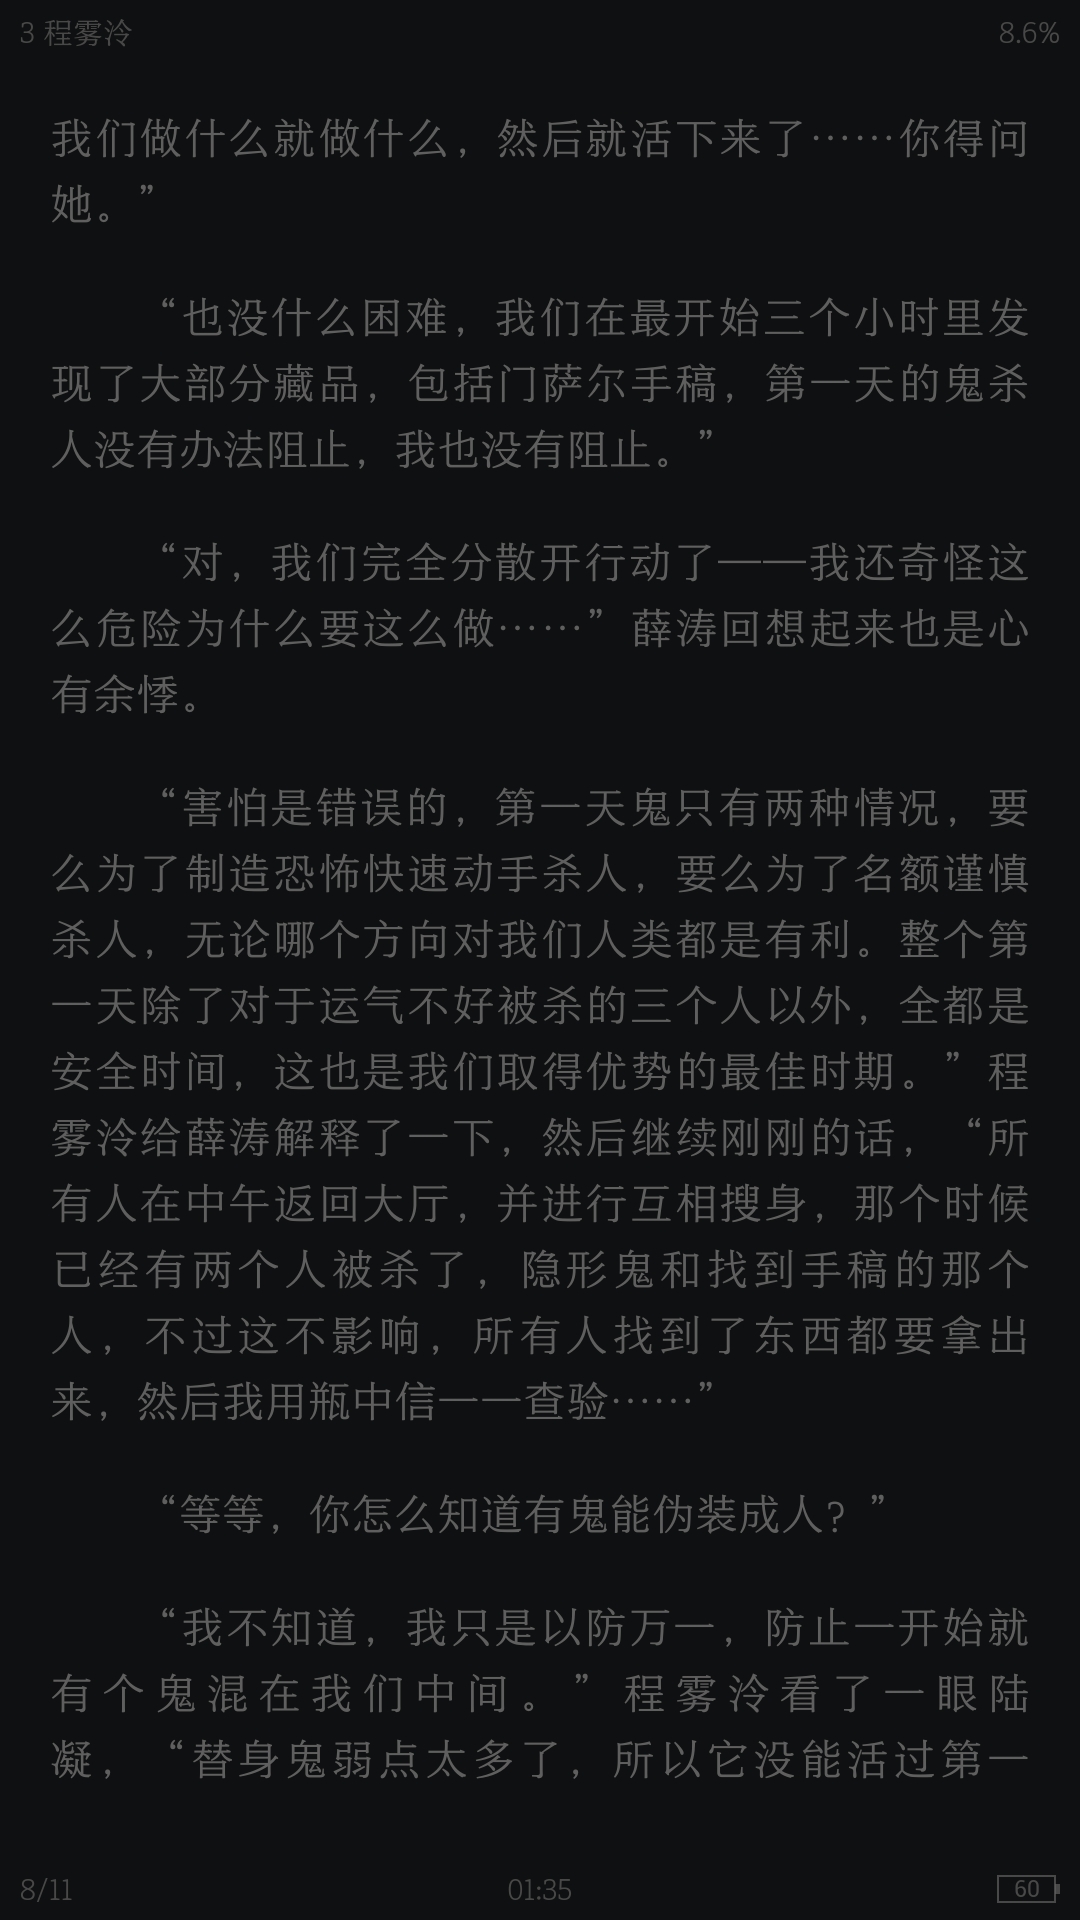 3 程雾泠
8.6%
我们做什么就做什么，然后就活下来了……你得问
她。”
“也没什么困难，我们在最开始三个小时里发
现了大部分藏品，包括门萨尔手稿，第一天的鬼杀
人没有办法阻止，我也没有阻止。”
“对，我们完全分散开行动了——我还奇怪这
么危险为什么要这么做……”薛涛回想起来也是心
有余悸。
“害怕是错误的，第一天鬼只有两种情况，要
么为了制造恐怖快速动手杀人，要么为了名额谨慎
杀人，无论哪个方向对我们人类都是有利。整个第
一天除了对于运气不好被杀的三个人以外，全都是
安全时间，这也是我们取得优势的最佳时期。”程
雾泠给薛涛解释了一下，然后继续刚刚的话，“所
有人在中午返回大厅，并进行互相搜身，那个时候
已经有两个人被杀了，隐形鬼和找到手稿的那个
人，不过这不影响，所有人找到了东西都要拿出
来，然后我用瓶中信一一查验……”
“等等，你怎么知道有鬼能伪装成人？”
“我不知道，我只是以防万一，防止一开始就
有个鬼混在我们中间。”程雾泠看了一眼陆
凝，“替身鬼弱点太多了，所以它没能活过第一
8/11
01:35
60